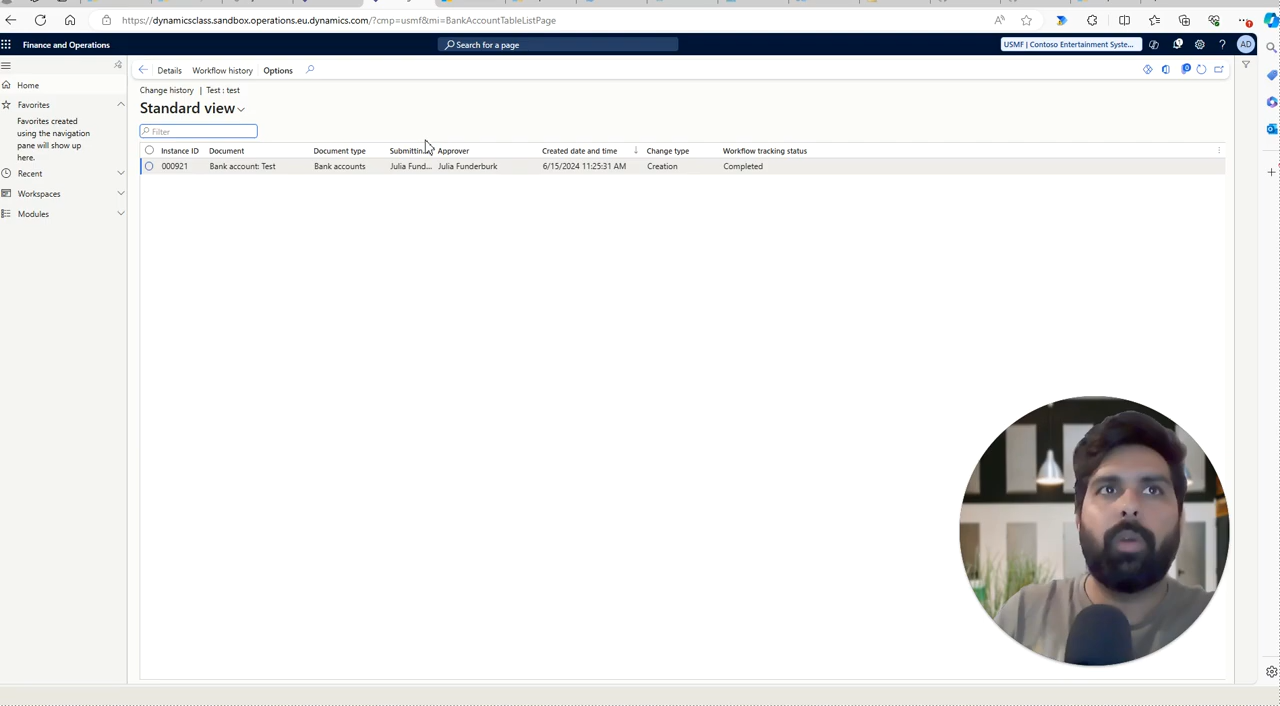 https://dynamicsclass.sandbox.operations.eu.dynamics.com/?cmp=usmf&mi=BankAccountTableListPage
Finance and Operations
Search for a page
USMF | Contoso Entertainment Syste...
AD
Details
Workflow history
Options
Home
Favorites
Favorites created
using the navigation
pane will show up
here.
Recent
Workspaces
Modules
Change history | Test : test
Standard view
Filter
Instance ID Document Document type Submittin... Approver Created date and time Change type Workflow tracking status
000921 Bank account: Test Bank accounts Julia Fund... Julia Funderburk 6/15/2024 11:25:31 AM Creation Completed